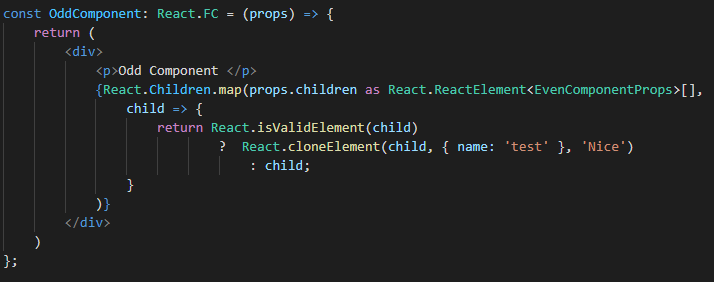 const OddComponent: React.FC = (props) => {
    return (
        <div>
            <p>Odd Component </p>
            {React.Children.map(props.children as React.ReactElement<EvenComponentProps>[],
                child => {
                    return React.isValidElement(child)
                            ?  React.cloneElement(child, { name: 'test' }, 'Nice')
                                : child;
                }
            )}
        </div>
    )
};